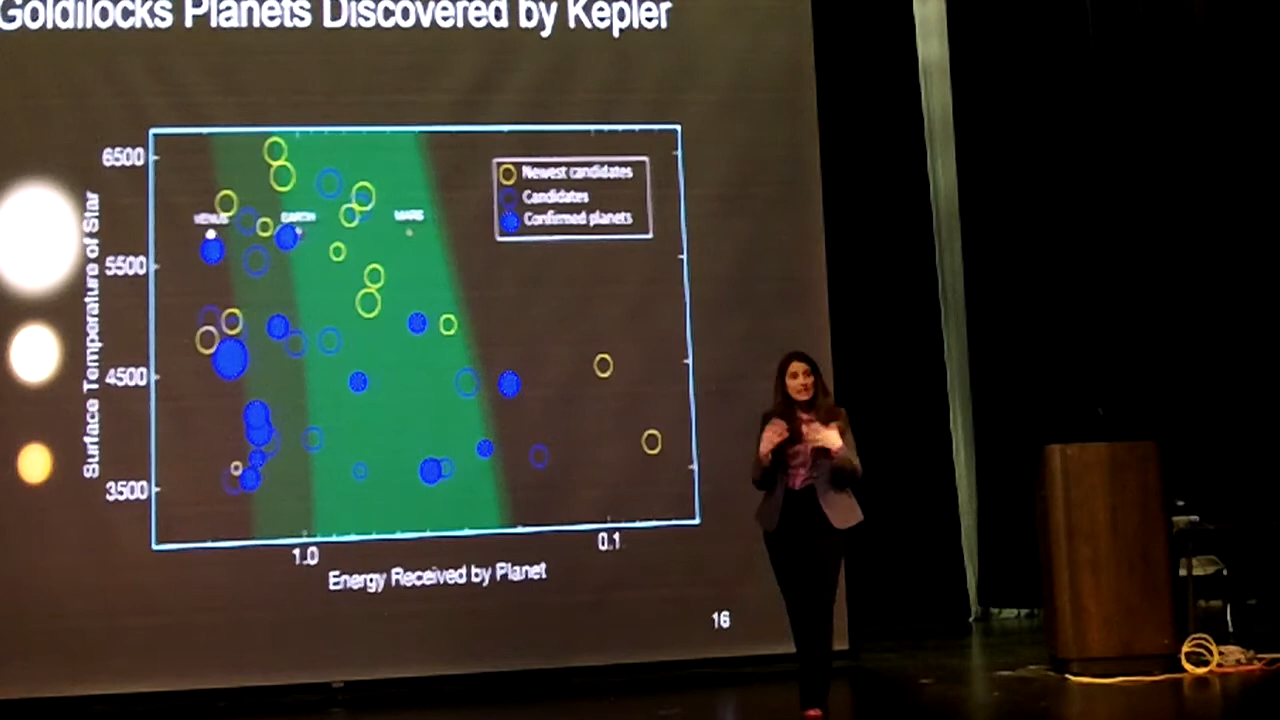 Goldilocks Planets Discovered by Kepler
6500
5500
4500
3500
Surface Temperature of Star
Newest candidates
Candidates
Confirmed planets
VENUS
EARTH
MARS
1.0
0.1
Energy Received by Planet
16